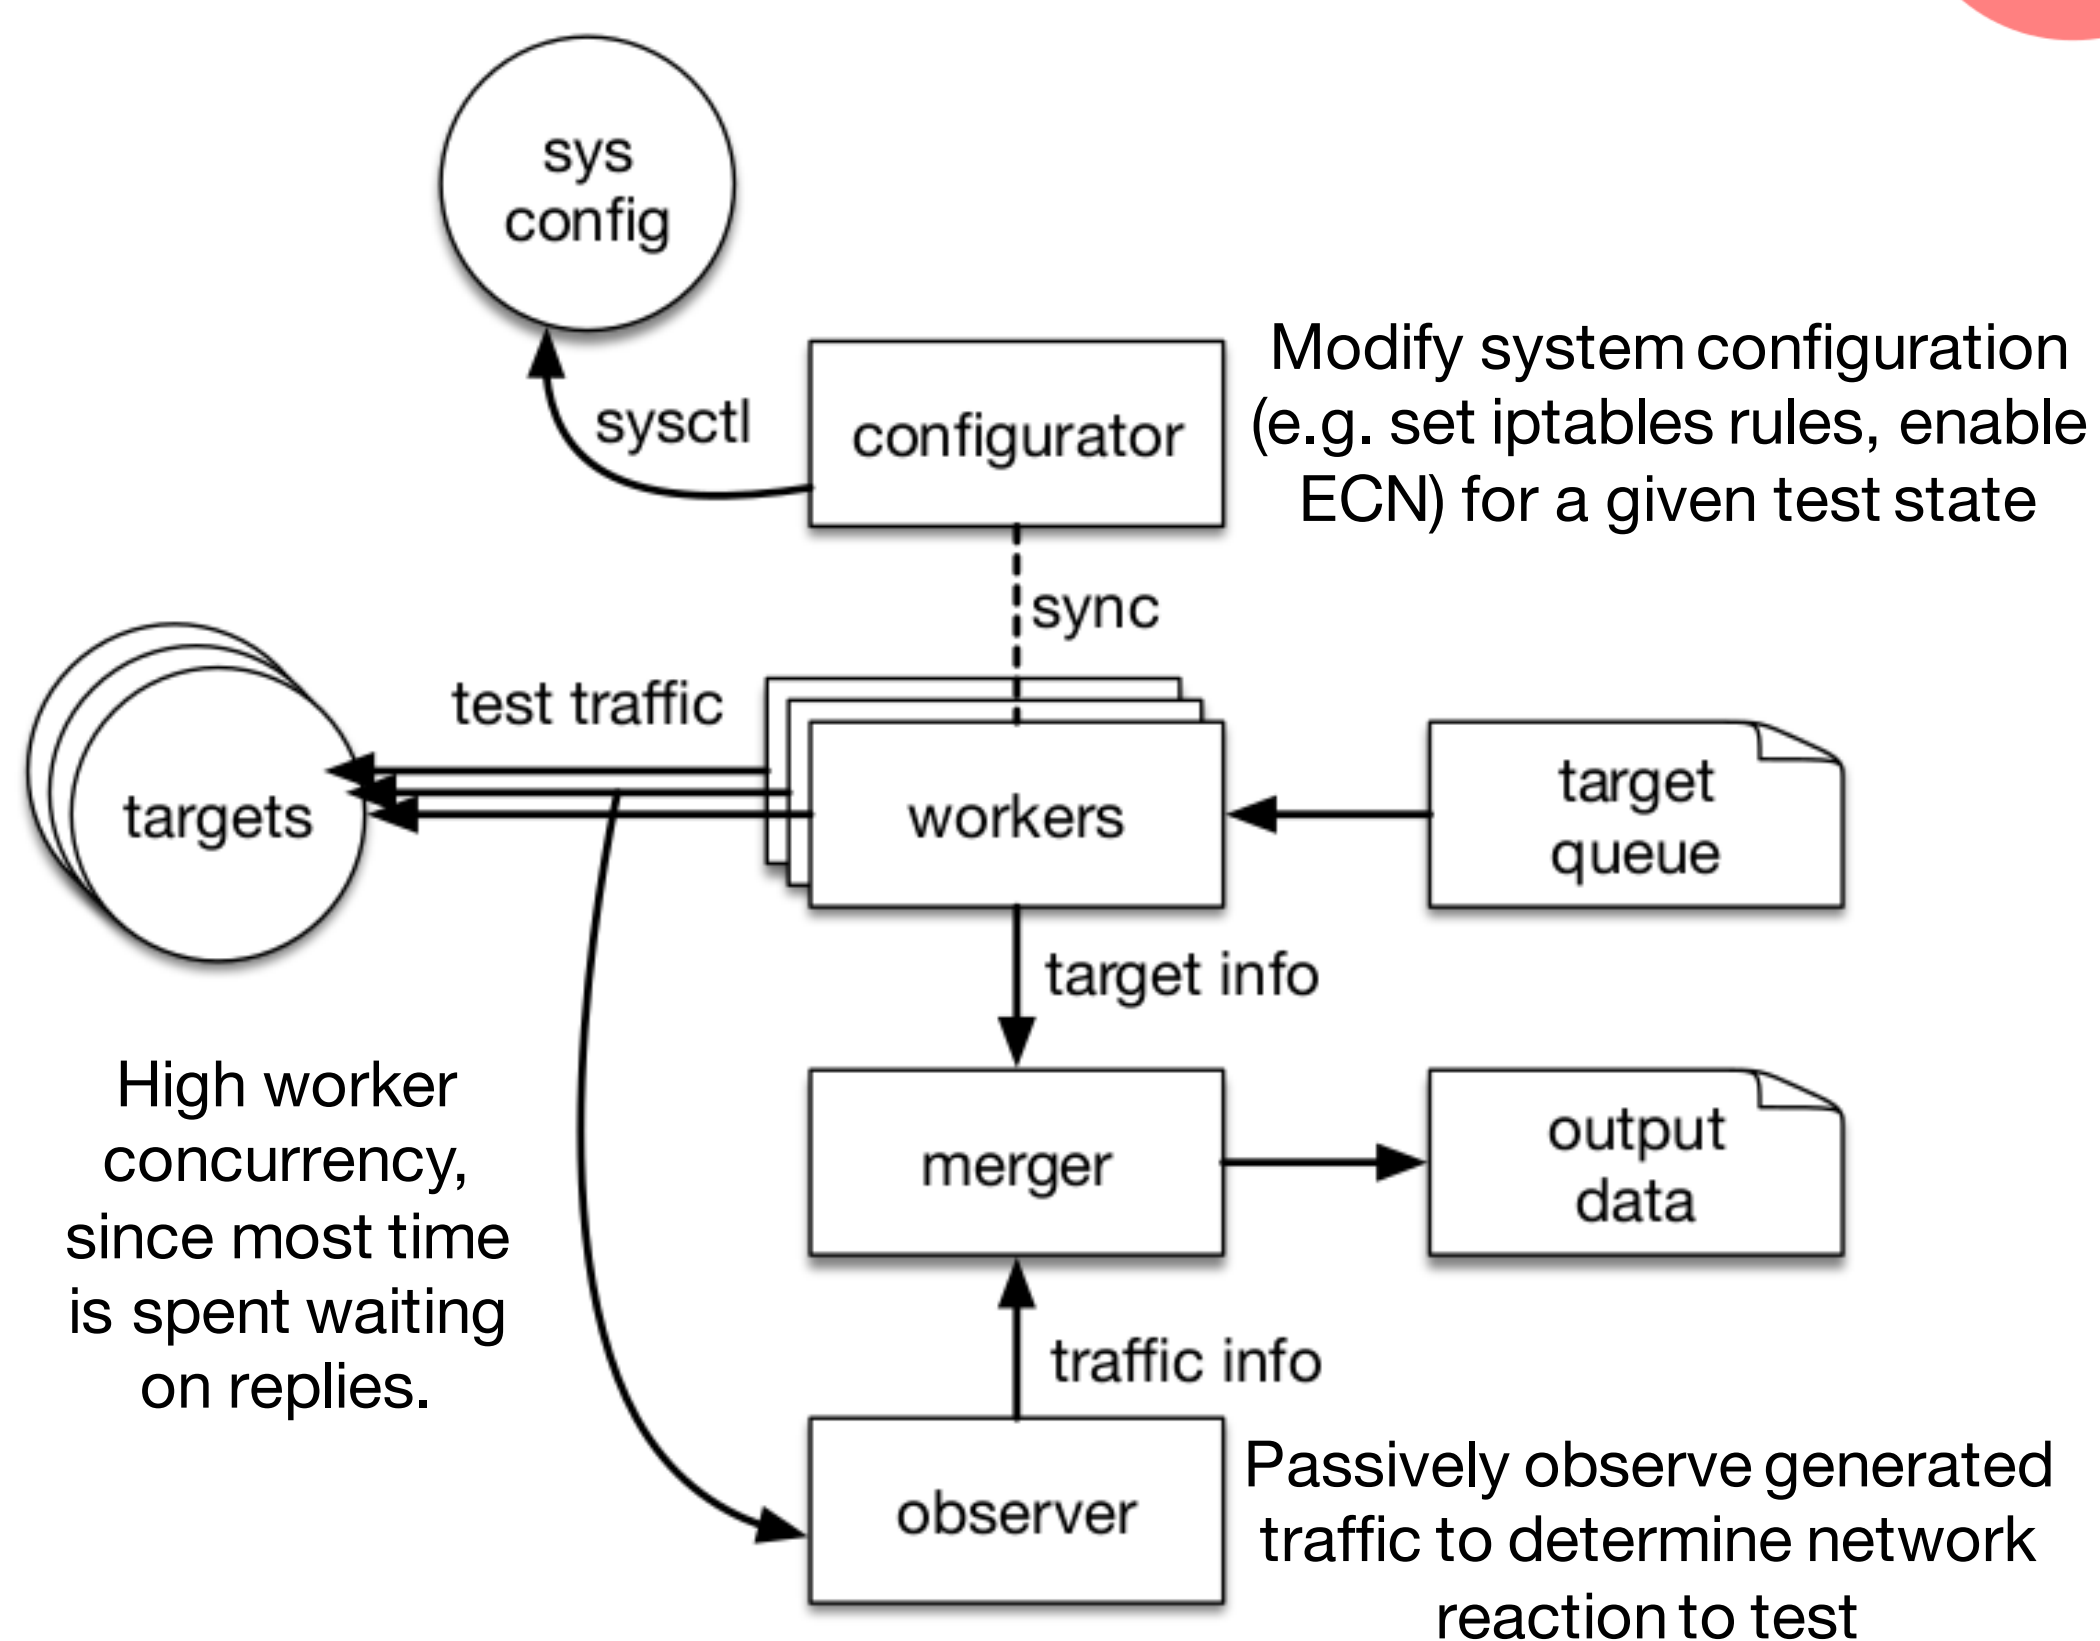 sys
config
sysctl
configurator
Modify system configuration
(e.g. set iptables rules, enable
ECN) for a given test state
sync
test traffic
targets
workers
target
queue
target info
High worker
concurrency,
since most time
is spent waiting
on replies.
merger
output
data
traffic info
observer
Passively observe generated
traffic to determine network
reaction to test